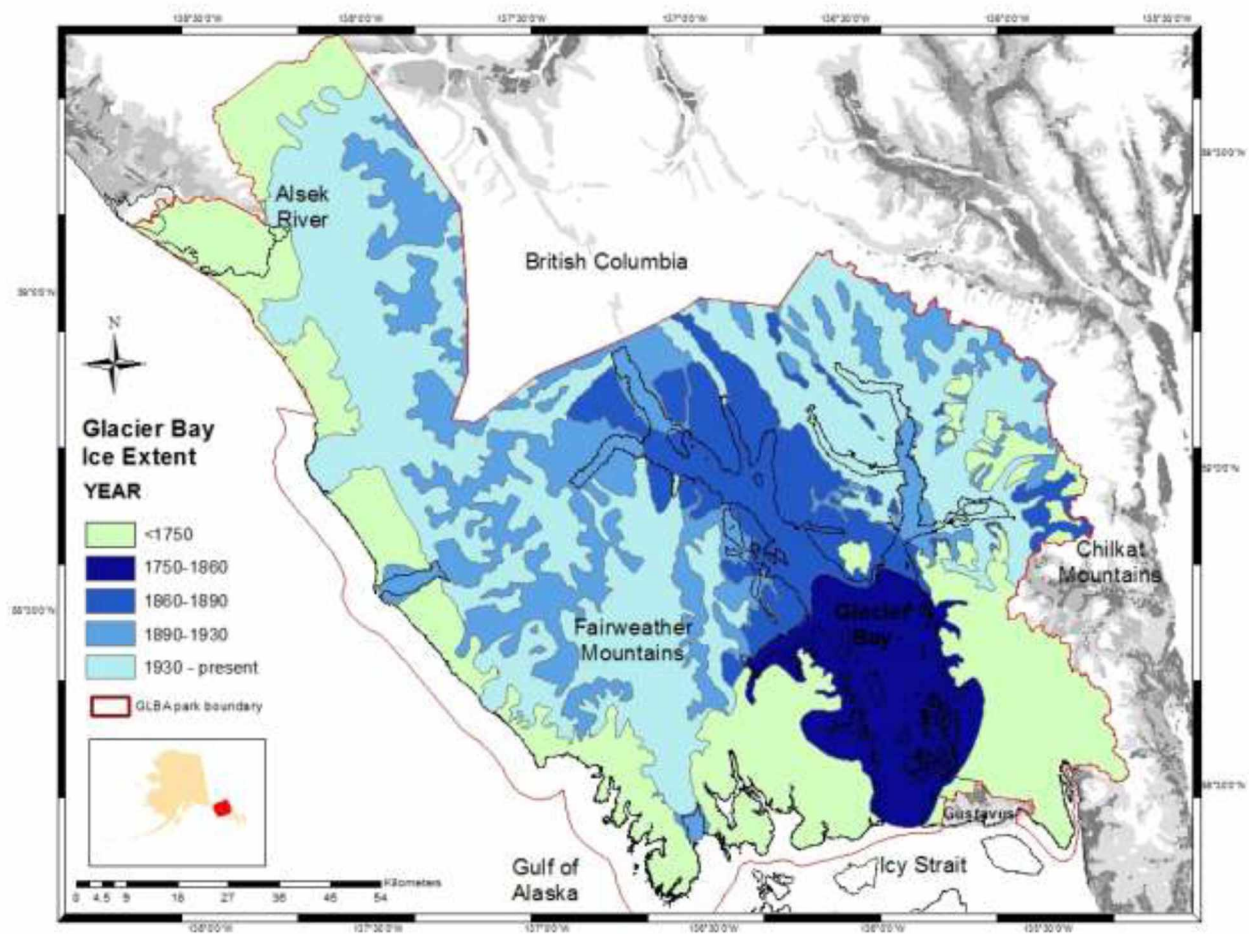 Alsek
River
British Columbia
N
Glacier Bay
Ice Extent
YEAR
<1750
1750-1860
1860-1890
1890-1930
1930 - present
GLBA park boundary
Chilkat
Mountains
Glacier
Bay
Fairweather
Mountains
Gustavus
Icy Strait
Gulf of
Alaska
Kilometers
0 4.5 9 18 27 36 45 54